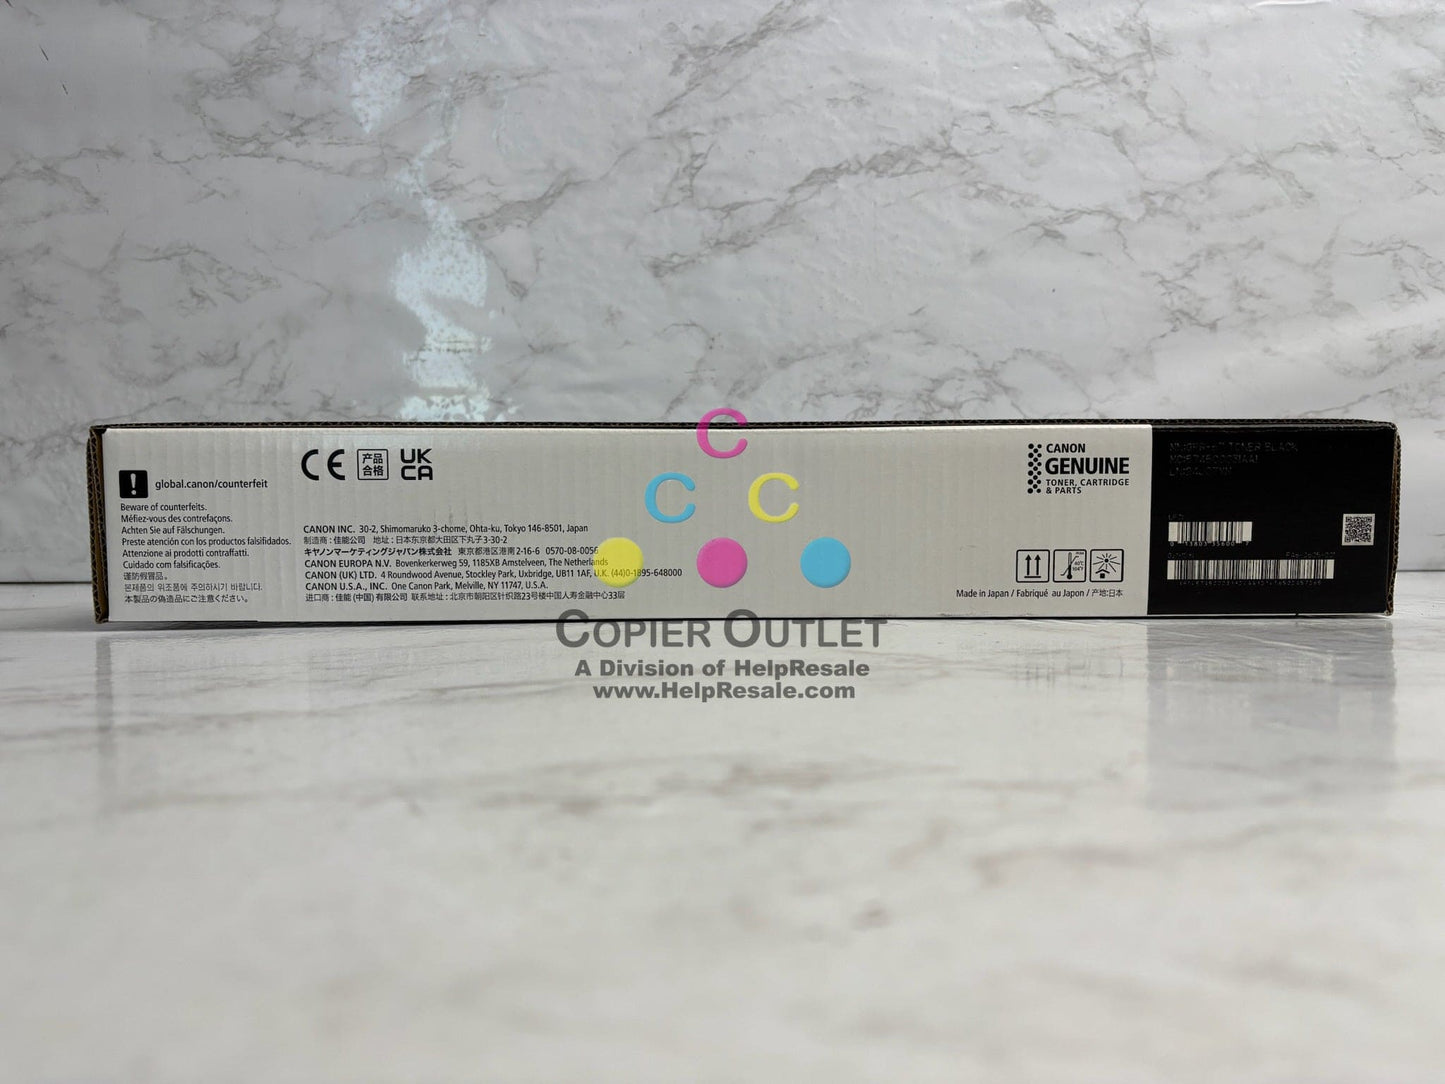 global.canon/counterfeit
Beware of counterfeits.
Méfiez-vous des contrefaçons.
Achten Sie auf Fälschungen.
Preste atención con los productos falsificados.
Attenzione ai prodotti contraffatti.
Cuidado com falsificações.
谨防假冒品。
본제품의 위조품에 주의하시기 바랍니다.
本製品の偽造品にご注意ください。
CE
产品
合格
UK
CA
CANON INC. 30-2, Shimomaruko 3-chome, Ohta-ku, Tokyo 146-8501, Japan
制造商 : 佳能公司 地址 : 日本东京都大田区下丸子3-30-2
キヤノンマーケティングジャパン株式会社 東京都港区港南2-16-6 0570-08-0056
CANON EUROPA N.V. Bovenkerkerweg 59, 1185XB Amstelveen, The Netherlands
CANON (UK) LTD. 4 Roundwood Avenue, Stockley Park, Uxbridge, UB11 1AF, U.K. (44)0-1895-648000
CANON U.S.A., INC. One Canon Park, Melville, NY 11747, U.S.A.
进口商 : 佳能 (中国) 有限公司 联系地址 : 北京市朝阳区针织路23号楼中国人寿金融中心33层
CANON
GENUINE
TONER, CARTRIDGE
& PARTS
Made in Japan / Fabriqué au Japon / 产地:日本
TONER BLACK
C
C C
COPIER OUTLET
A Division of HelpResale
www.HelpResale.com